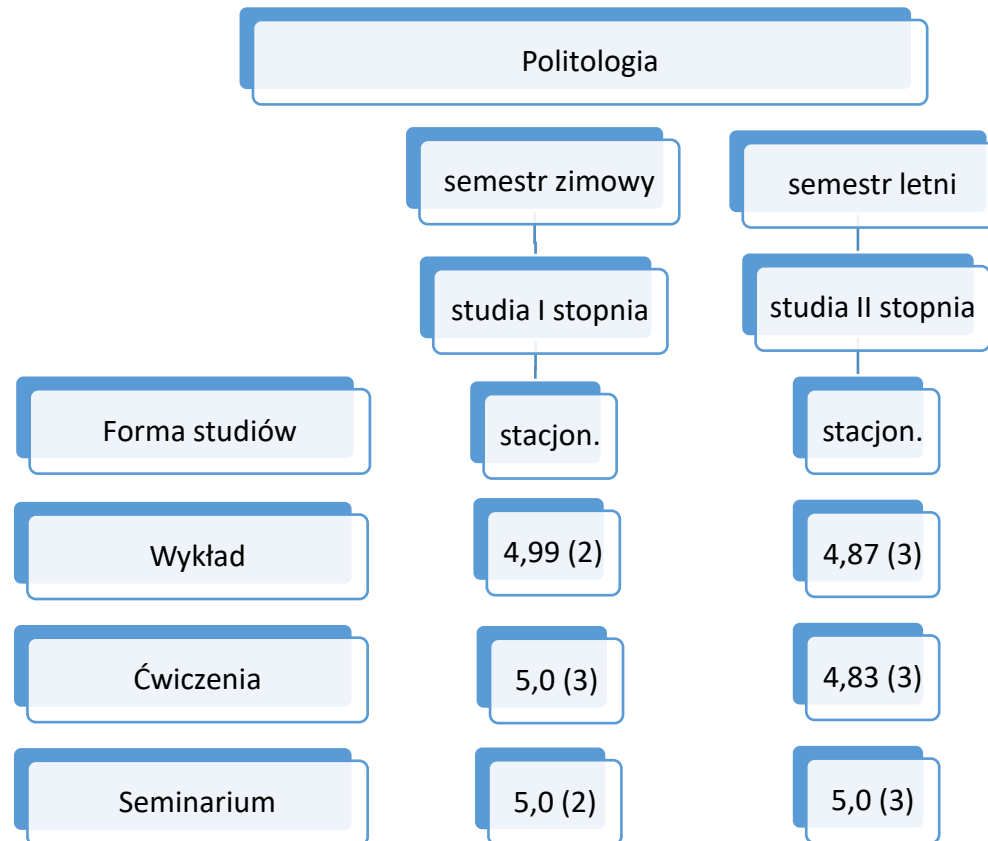 Politologia
semestr zimowy
semestr letni
studia I stopnia
studia II stopnia
Forma studiów
stacjon.
stacjon.
Wykład
4,99 (2)
4,87 (3)
Ćwiczenia
5,0 (3)
4,83 (3)
Seminarium
5,0 (2)
5,0 (3)